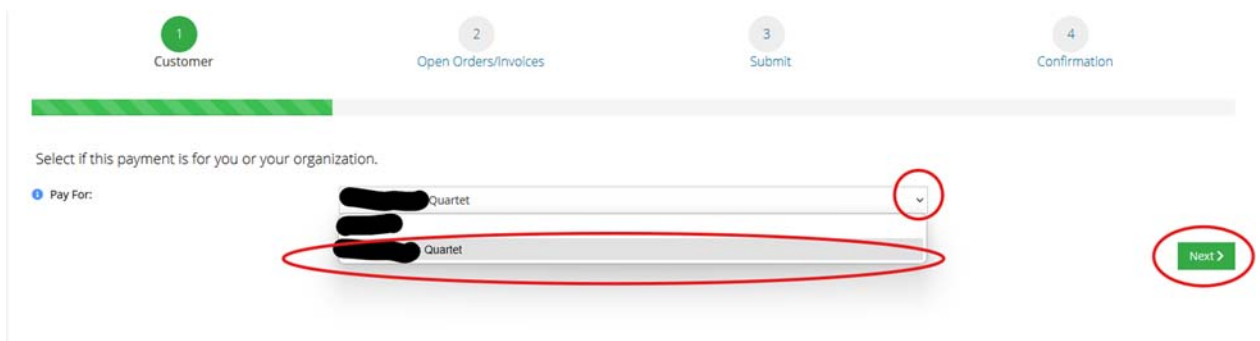 1
Customer
2
Open Orders/Invoices
3
Submit
4
Confirmation
Select if this payment is for you or your organization.
Pay For:
Quartet
Quartet
Next